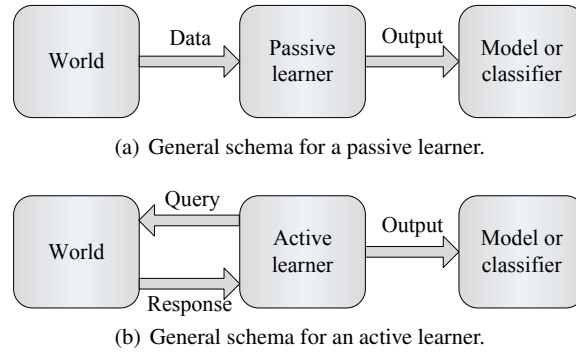 Data
Output
World
Passive
learner
Model or
classifier
(a) General schema for a passive learner.
Query
Output
World
Active
learner
Model or
classifier
Response
(b) General schema for an active learner.